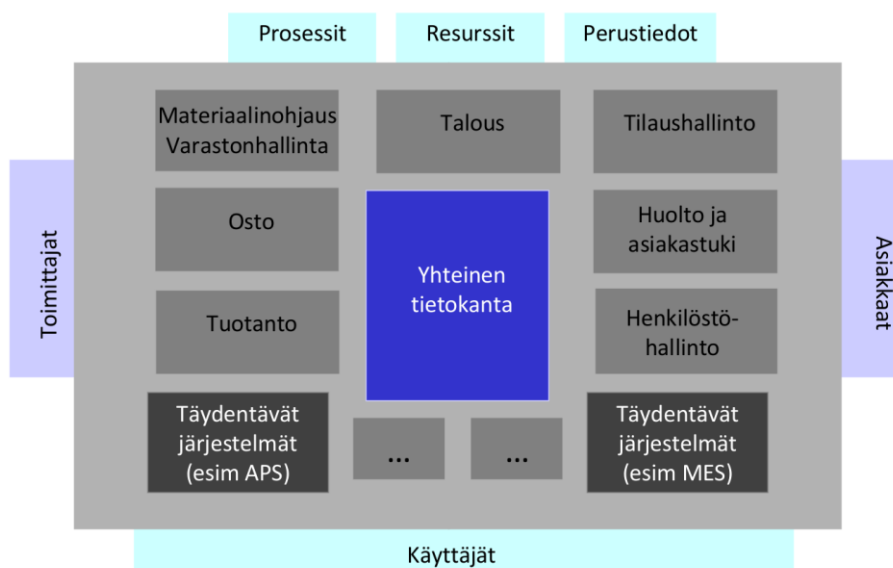 Prosessit
Resurssit
Perustiedot
Materiaalinohjaus
Varastonhallinta
Talous
Tilaushallinto
Toimittajat
Osto
Yhteinen
tietokanta
Huolto ja
asiakastuki
Asiakkaat
Tuotanto
Henkilöstö-
hallinto
Täydentävät
järjestelmät
(esim APS)
...
...
Täydentävät
järjestelmät
(esim MES)
Käyttäjät